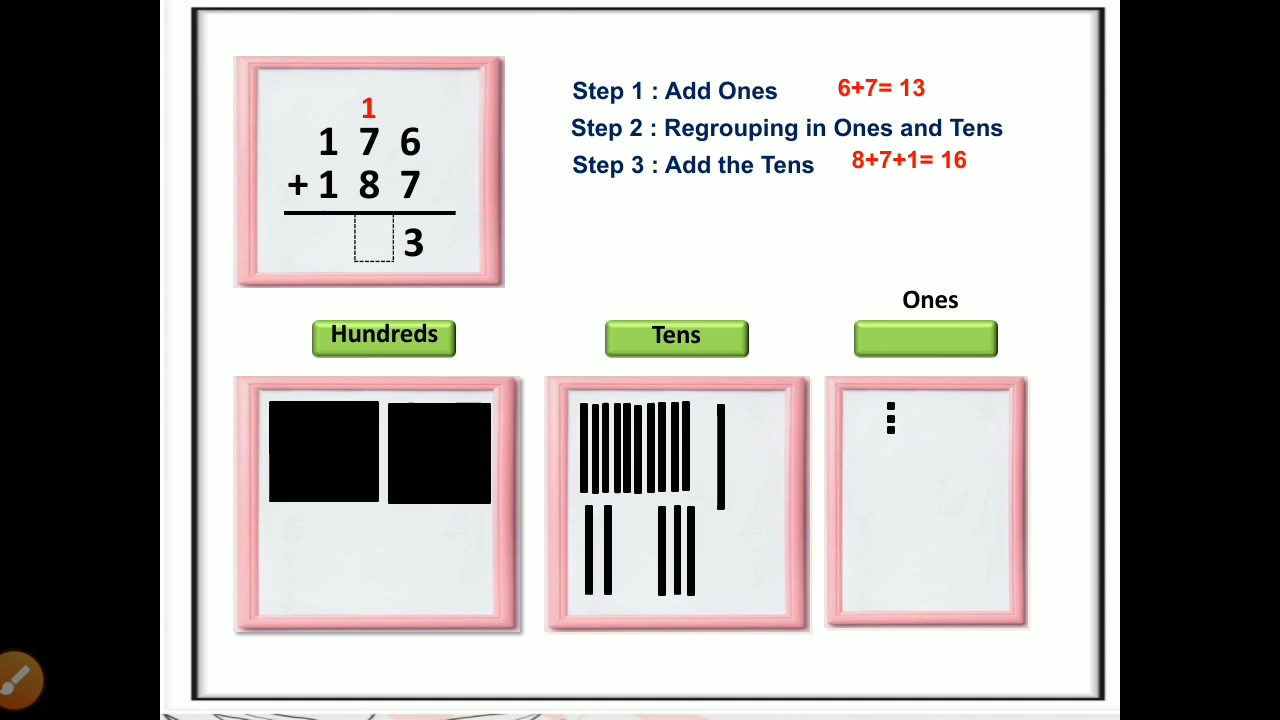 1
1 7 6
+ 1 8 7
3
Step 1 : Add Ones 6+7= 13
Step 2 : Regrouping in Ones and Tens
Step 3 : Add the Tens 8+7+1= 16
Ones
Hundreds
Tens